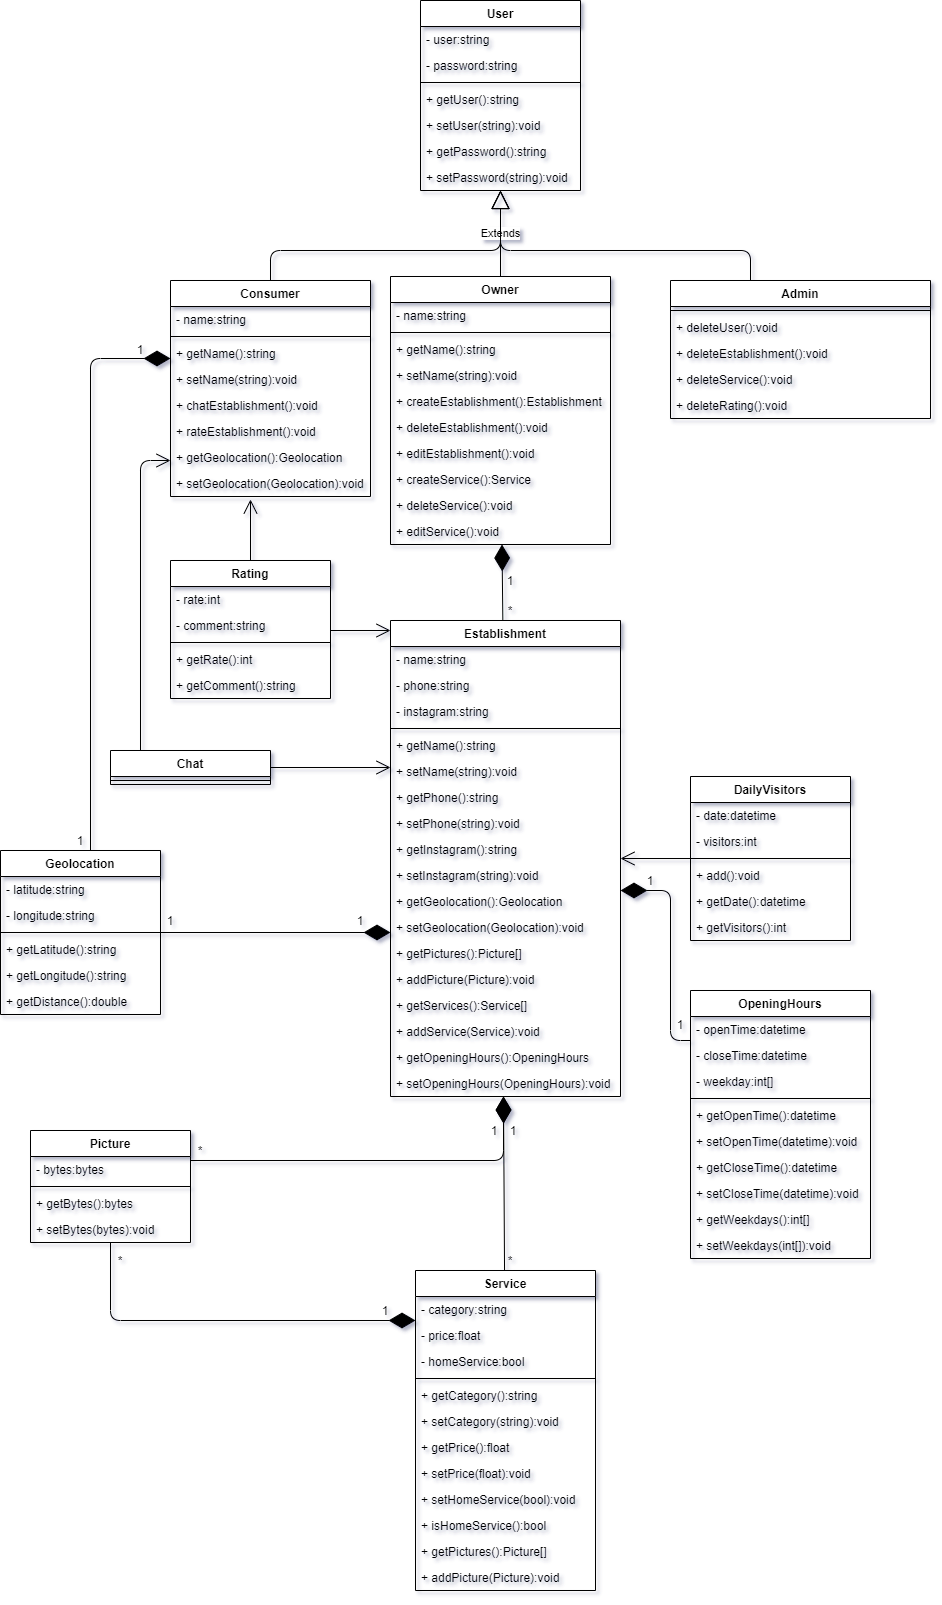 User
- user:string
- password:string
+ getUser():string
+ setUser(string):void
+ getPassword():string
+ setPassword(string):void
Extends
Consumer
- name:string
+ getName():string
+ setName(string):void
+ chatEstablishment():void
+ rateEstablishment():void
+ getGeolocation():Geolocation
+ setGeolocation(Geolocation):void
1
Owner
- name:string
+ getName():string
+ setName(string):void
+ createEstablishment():Establishment
+ deleteEstablishment():void
+ editEstablishment():void
+ createService():Service
+ deleteService():void
+ editService():void
1
*
Admin
+ deleteUser():void
+ deleteEstablishment():void
+ deleteService():void
+ deleteRating():void
Rating
- rate:int
- comment:string
+ getRate():int
+ getComment():string
Chat
Establishment
- name:string
- phone:string
- instagram:string
+ getName():string
+ setName(string):void
+ getPhone():string
+ setPhone(string):void
+ getInstagram():string
+ setInstagram(string):void
+ getGeolocation():Geolocation
+ setGeolocation(Geolocation):void
+ getPictures():Picture[]
+ addPicture(Picture):void
+ getServices():Service[]
+ addService(Service):void
+ getOpeningHours():OpeningHours
+ setOpeningHours(OpeningHours):void
DailyVisitors
- date:datetime
- visitors:int
+ add():void
+ getDate():datetime
+ getVisitors():int
1
1
Geolocation
- latitude:string
- longitude:string
+ getLatitude():string
+ getLongitude():string
+ getDistance():double
1
1
1
OpeningHours
- openTime:datetime
- closeTime:datetime
- weekday:int[]
+ getOpenTime():datetime
+ setOpenTime(datetime):void
+ getCloseTime():datetime
+ setCloseTime(datetime):void
+ getWeekdays():int[]
+ setWeekdays(int[]):void
1 1
*
Picture
- bytes:bytes
+ getBytes():bytes
+ setBytes(bytes):void
*
*
1
Service
- category:string
- price:float
- homeService:bool
+ getCategory():string
+ setCategory(string):void
+ getPrice():float
+ setPrice(float):void
+ setHomeService(bool):void
+ isHomeService():bool
+ getPictures():Picture[]
+ addPicture(Picture):void